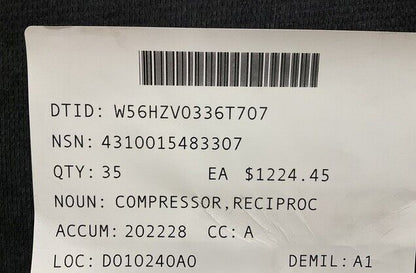 DTID: W56HZV0336T707
NSN: 4310015483307
QTY: 35 EA $1224.45
NOUN: COMPRESSOR,RECIPROC
ACCUM: 202228 CC: A
LOC: D010240A0 DEMIL: A1